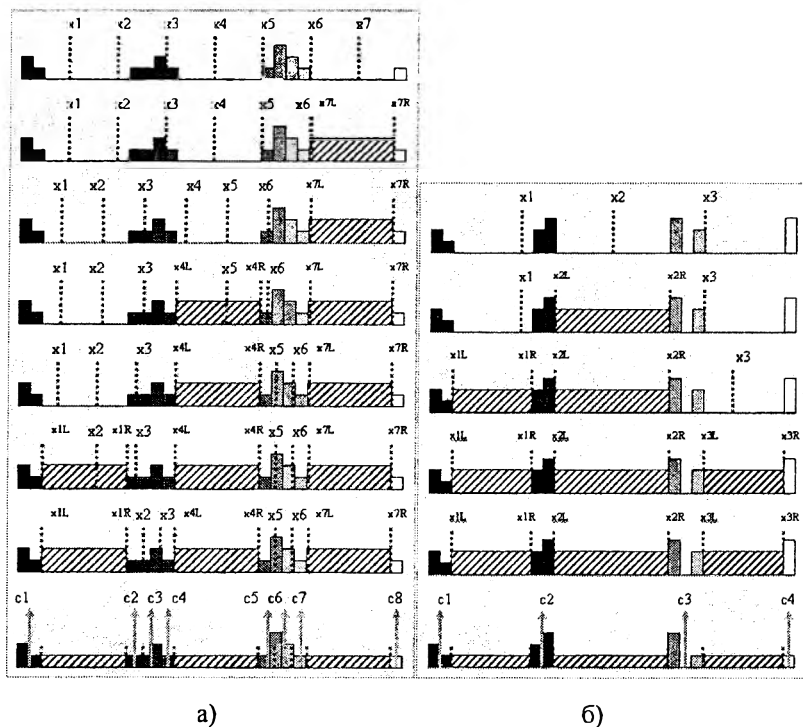 x1 x2 x3 x4 x5 x6 x7
x1 x2 x3 x4 x5 x6 x7L x7R
x1 x2 x3 x4 x5 x6 x7L x7R
x1 x2 x3 x4L x5 x4R x6 x7L x7R
x1 x2 x3 x4L x4R x5 x6 x7L x7R
x1L x2 x1R x3 x4L x4R x5 x6 x7L x7R
x1L x1R x2 x3 x4L x4R x5 x6 x7L x7R
c1 c2 c3 c4 c5 c6 c7 c8
а)
x1 x2 x3
x1 x2L x2R x3
x1L x1R x2L x2R x3
x1L x1R x2L x2R x3L x3R
x1L x1R x2L x2R x3L x3R
c1 c2 c3 c4
б)